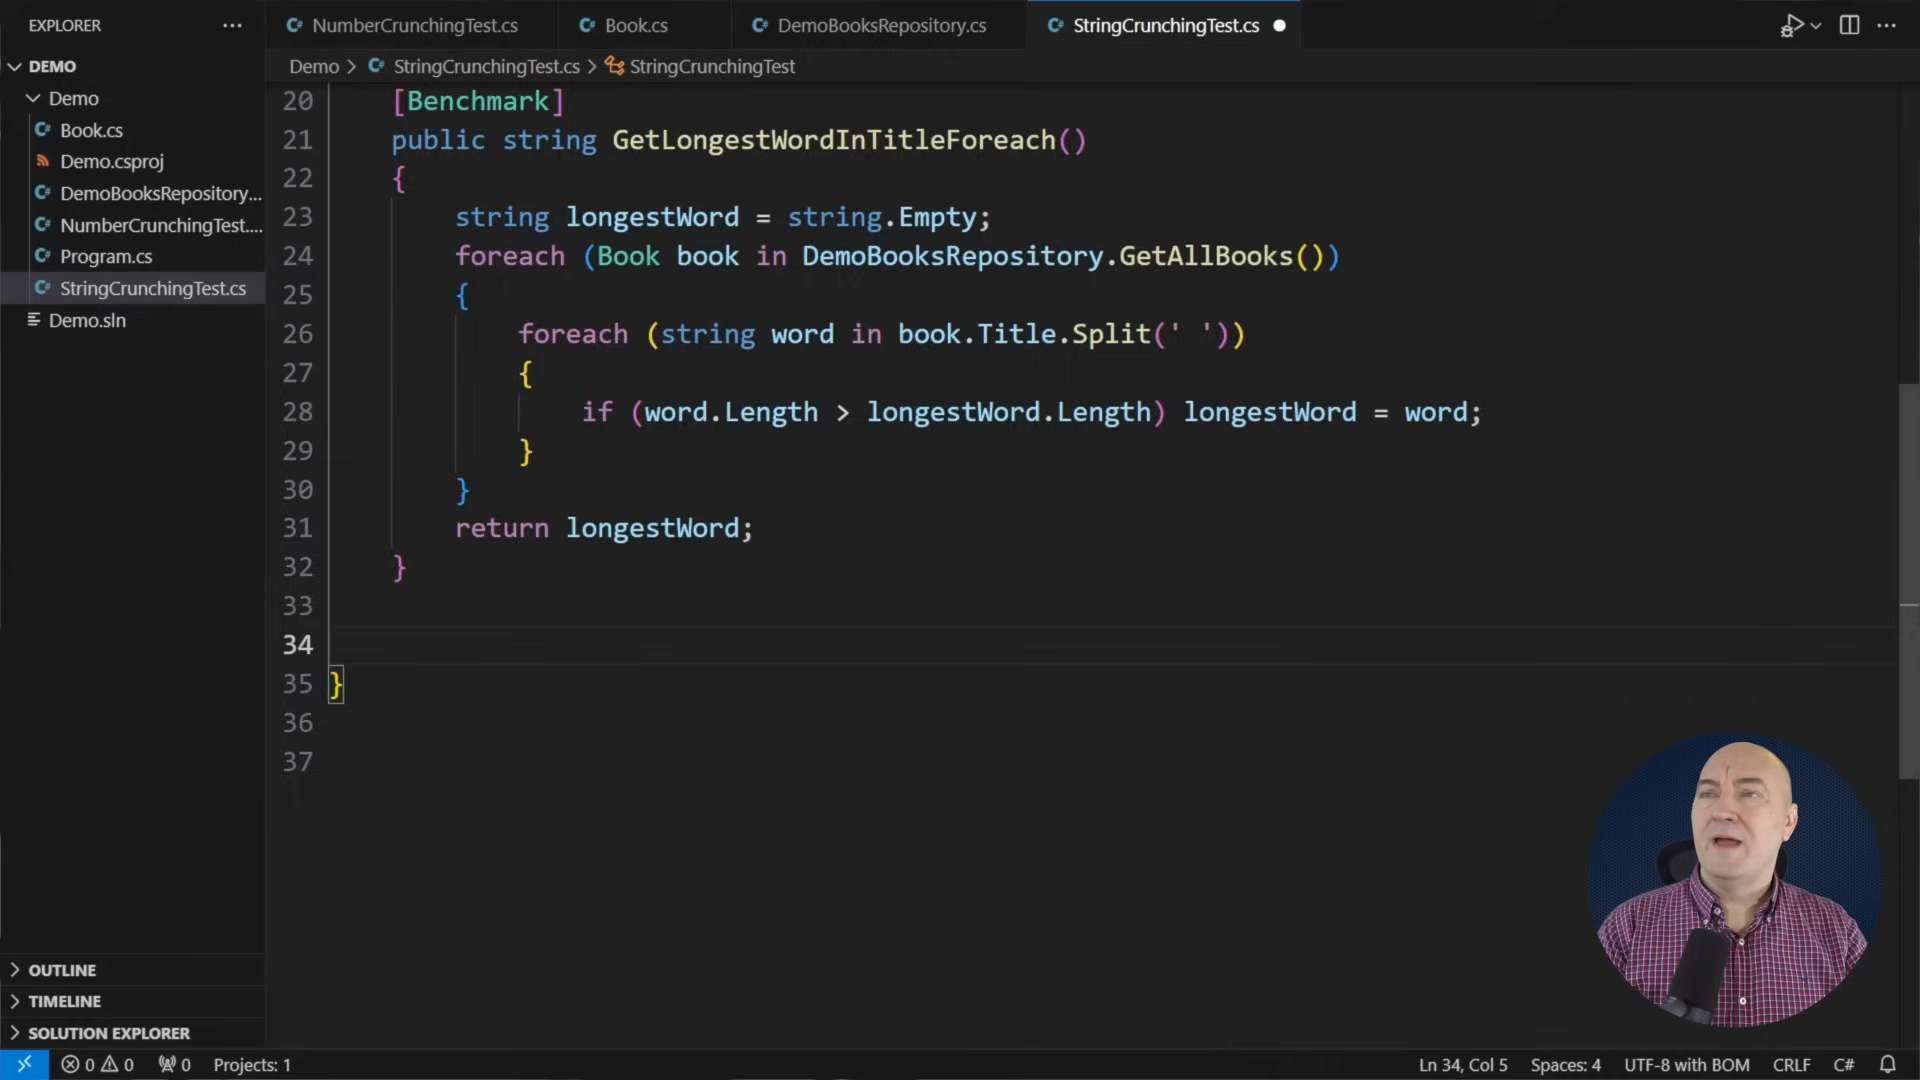 EXPLORER
NumberCrunchingTest.cs
Book.cs
DemoBooksRepository.cs
StringCrunchingTest.cs
Demo > StringCrunchingTest.cs > StringCrunchingTest
DEMO
Demo
Book.cs
Demo.csproj
DemoBooksRepository...
NumberCrunchingTest....
Program.cs
StringCrunchingTest.cs
Demo.sln
20 [Benchmark]
21 public string GetLongestWordInTitleForeach()
22 {
23 string longestWord = string.Empty;
24 foreach (Book book in DemoBooksRepository.GetAllBooks())
25 {
26 foreach (string word in book.Title.Split(' '))
27 {
28 if (word.Length > longestWord.Length) longestWord = word;
29 }
30 }
31 return longestWord;
32 }
33
34
35 }
36
37
OUTLINE
TIMELINE
SOLUTION EXPLORER
0 0 0 Projects: 1
Ln 34, Col 5 Spaces: 4 UTF-8 with BOM CRLF C#